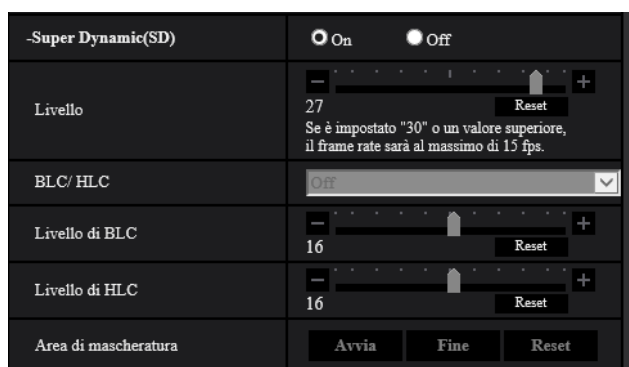 -Super Dynamic(SD) On Off
Livello
27 Reset
Se è impostato "30" o un valore superiore,
il frame rate sarà al massimo di 15 fps.
BLC/ HLC Off
Livello di BLC
16 Reset
Livello di HLC
16 Reset
Area di mascheratura Avvia Fine Reset